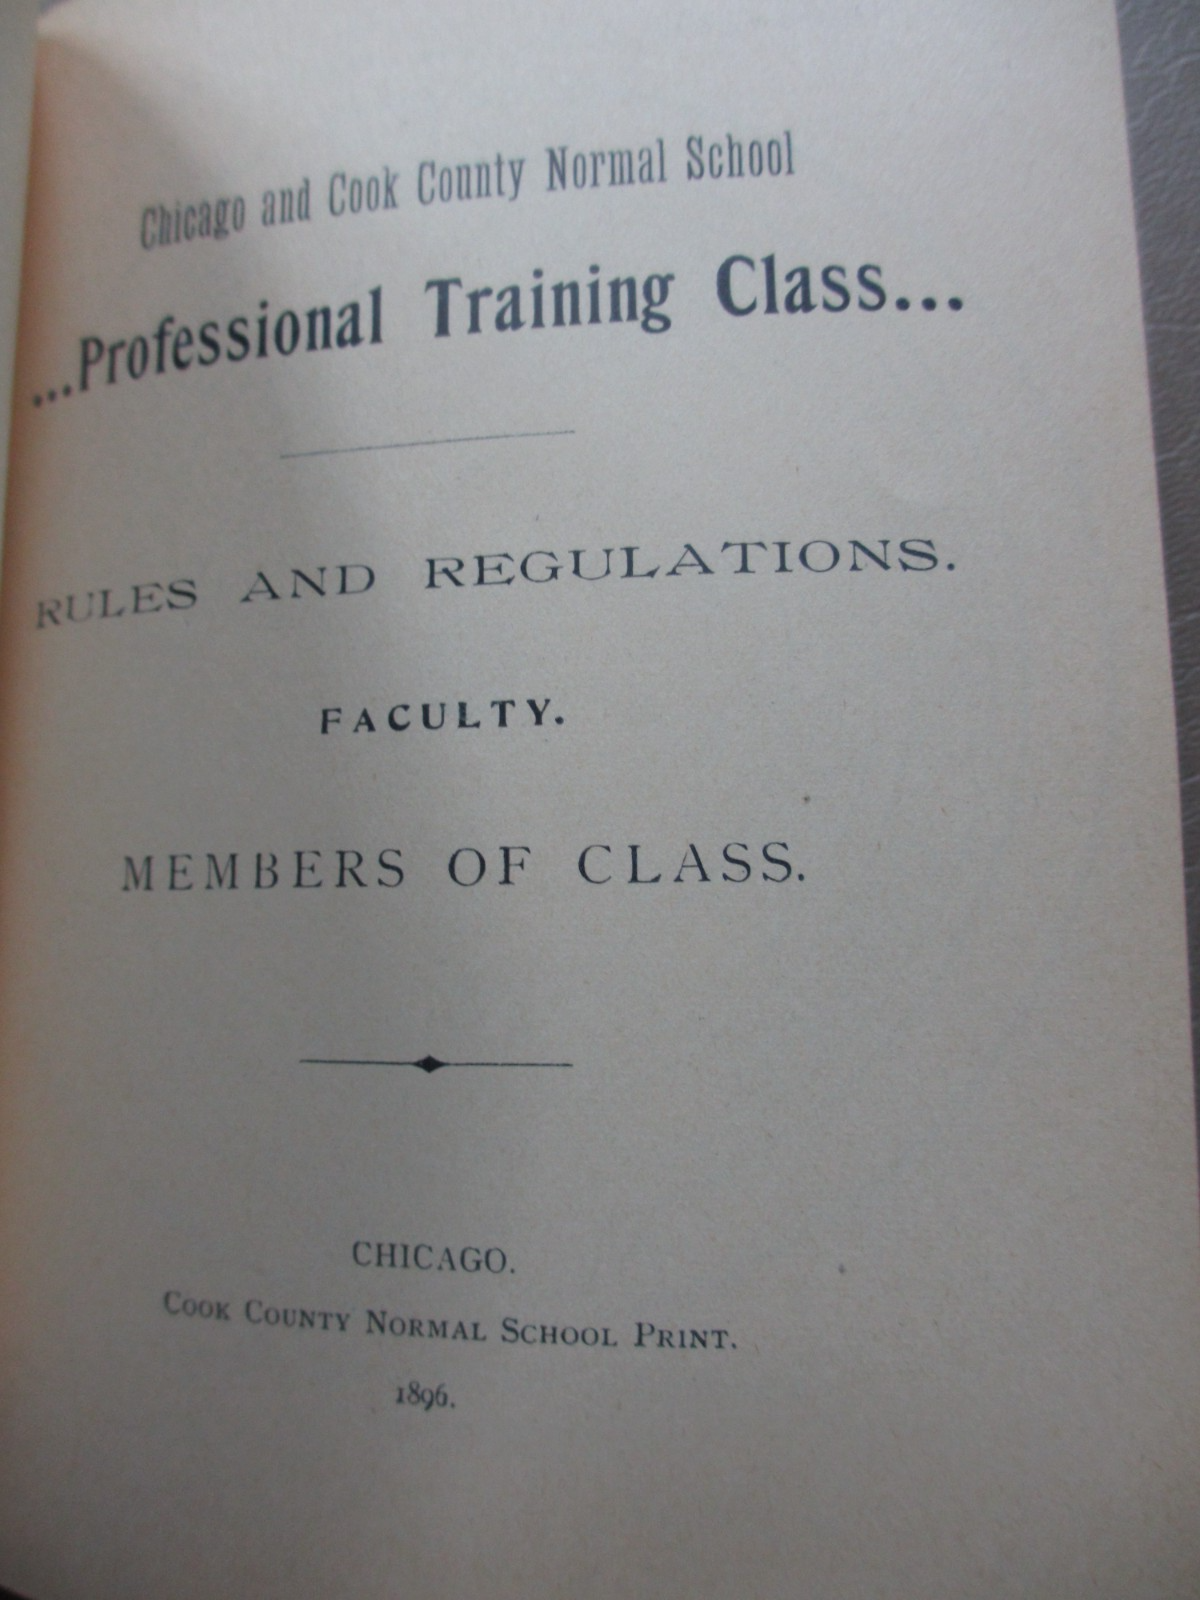 Chicago and Cook County Normal School
...Professional Training Class...
RULES AND REGULATIONS.
FACULTY.
MEMBERS OF CLASS.
CHICAGO.
COOK COUNTY NORMAL SCHOOL PRINT.
1896.